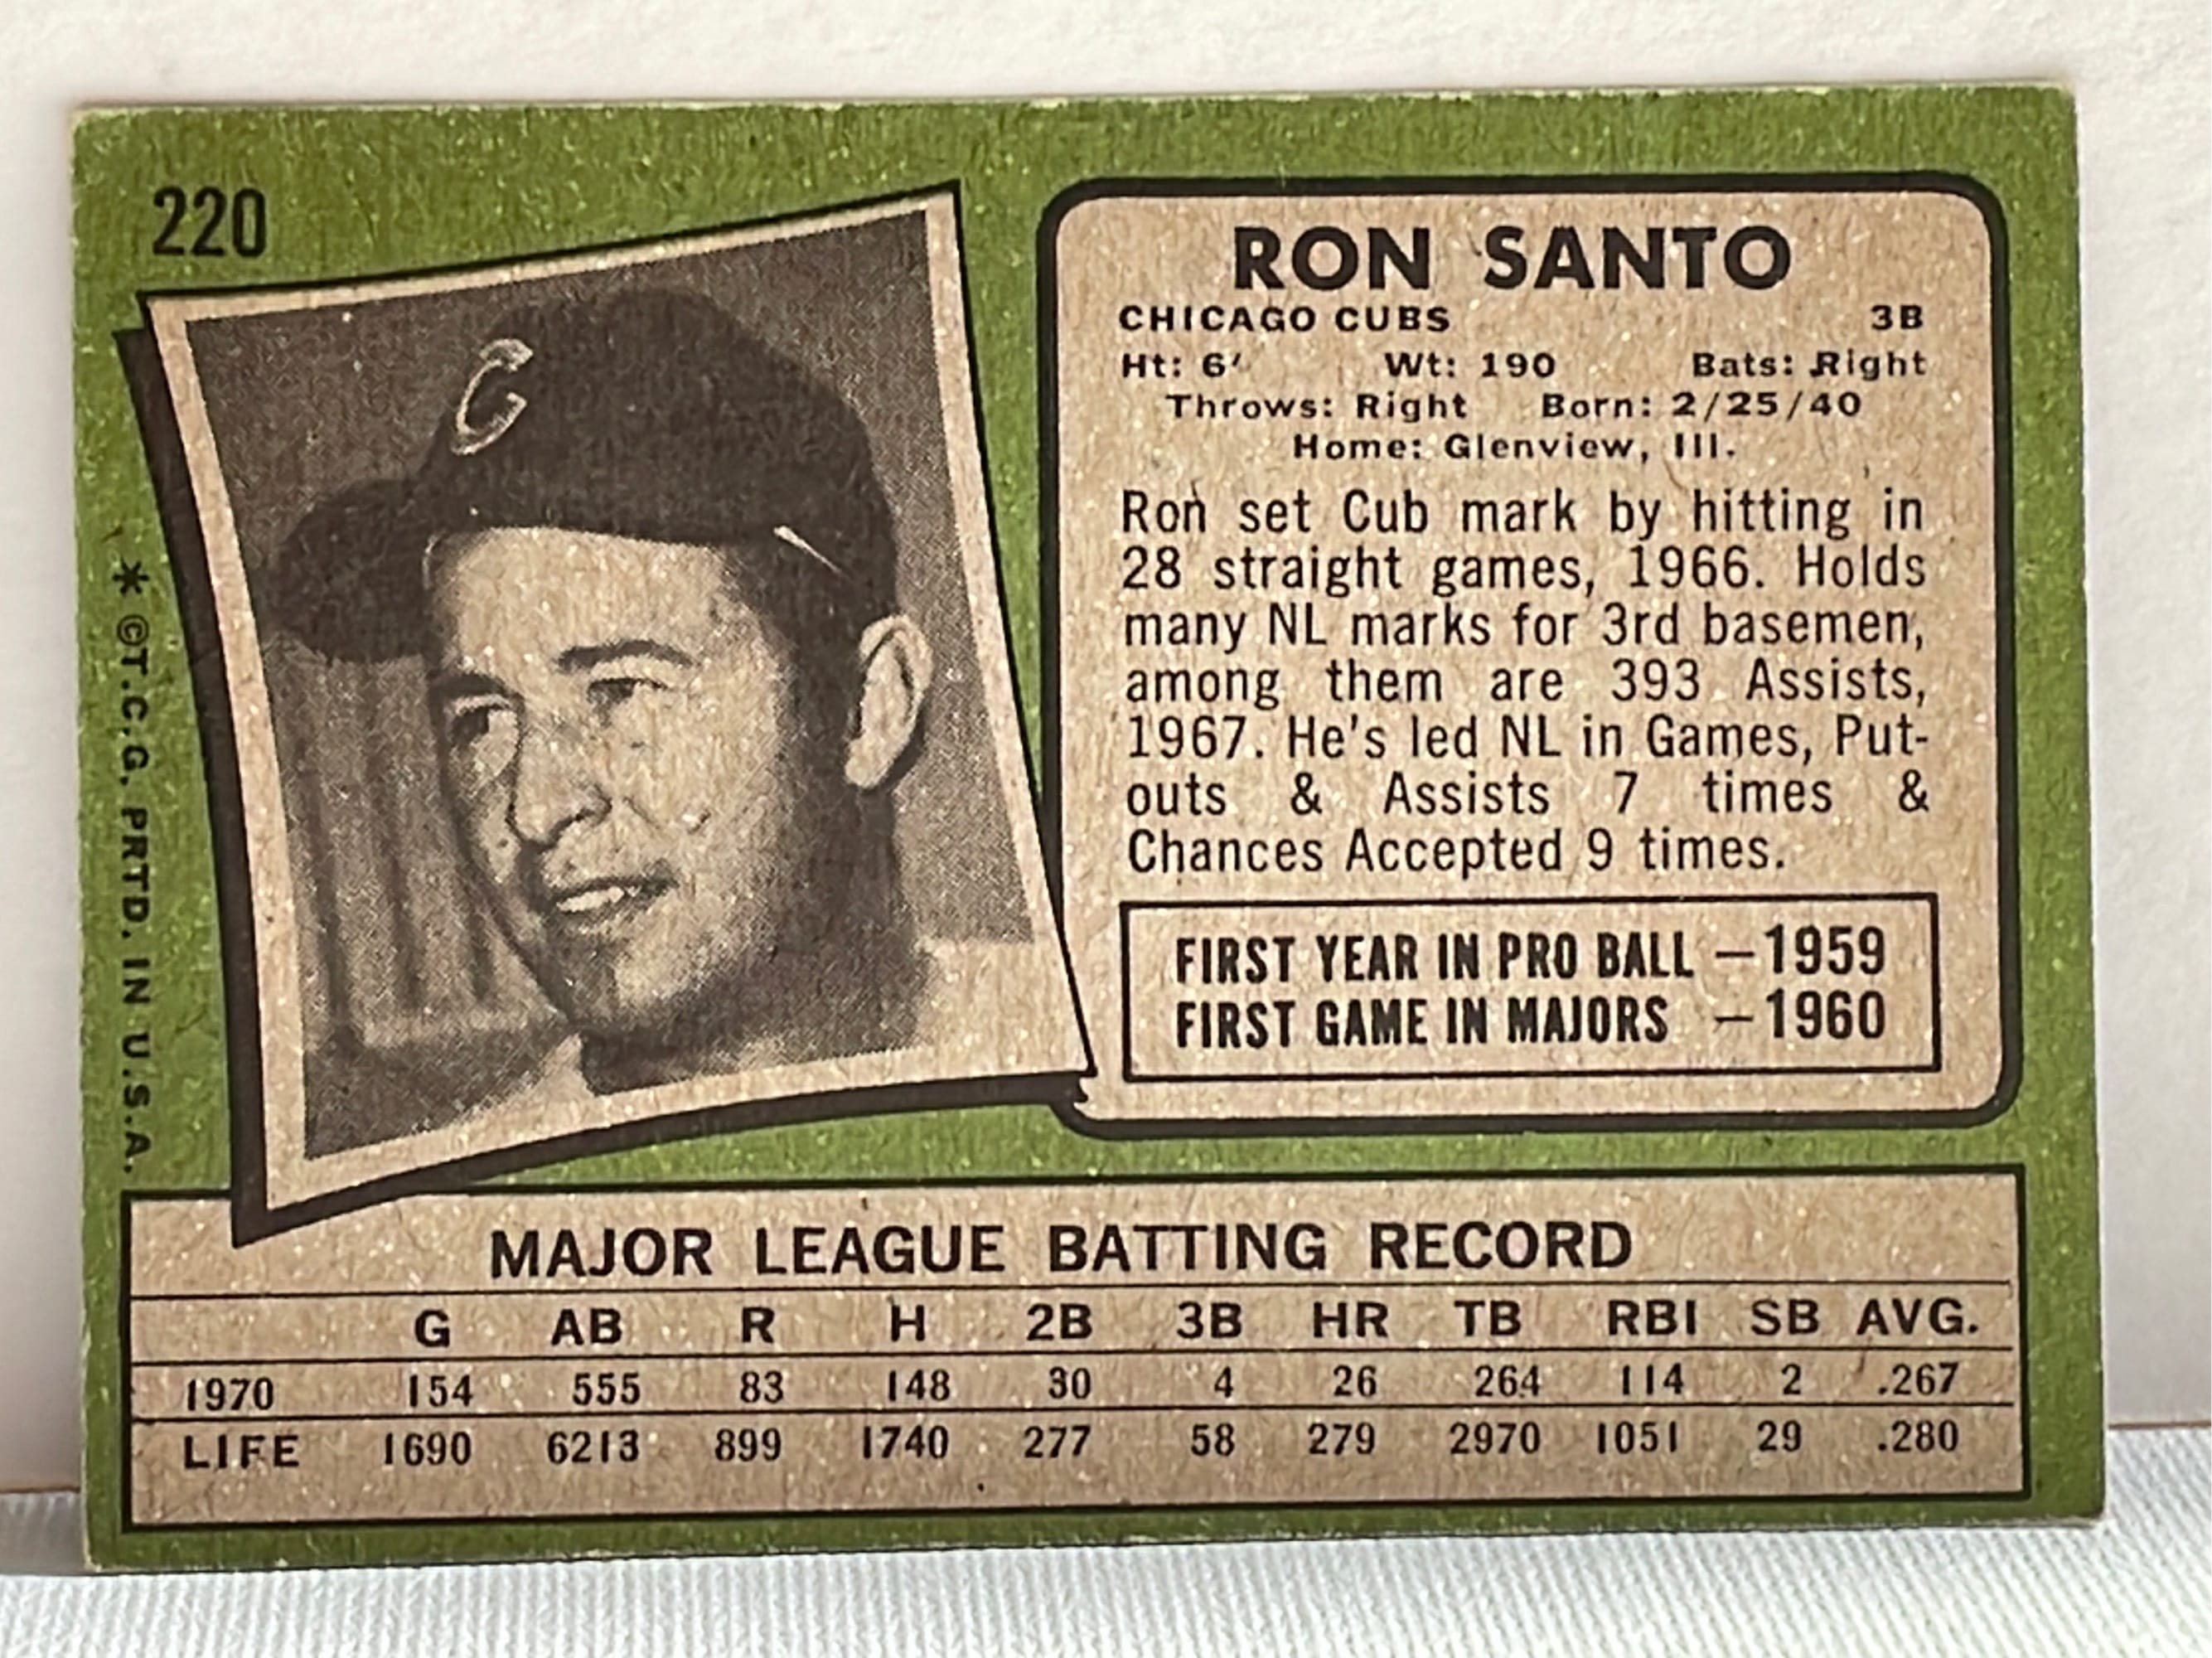 220
C
* ©T.C.G. PRTD. IN U.S.A.
RON SANTO
CHICAGO CUBS 3B
Ht: 6' Wt: 190 Bats: Right
Throws: Right Born: 2/25/40
Home: Glenview, Ill.
Ron set Cub mark by hitting in
28 straight games, 1966. Holds
many NL marks for 3rd basemen,
among them are 393 Assists,
1967. He's led NL in Games, Put-
outs & Assists 7 times &
Chances Accepted 9 times.
FIRST YEAR IN PRO BALL — 1959
FIRST GAME IN MAJORS — 1960
MAJOR LEAGUE BATTING RECORD
G AB R H 2B 3B HR TB RBI SB AVG.
1970 154 555 83 148 30 4 26 264 114 2 .267
LIFE 1690 6213 899 1740 277 58 279 2970 1051 29 .280